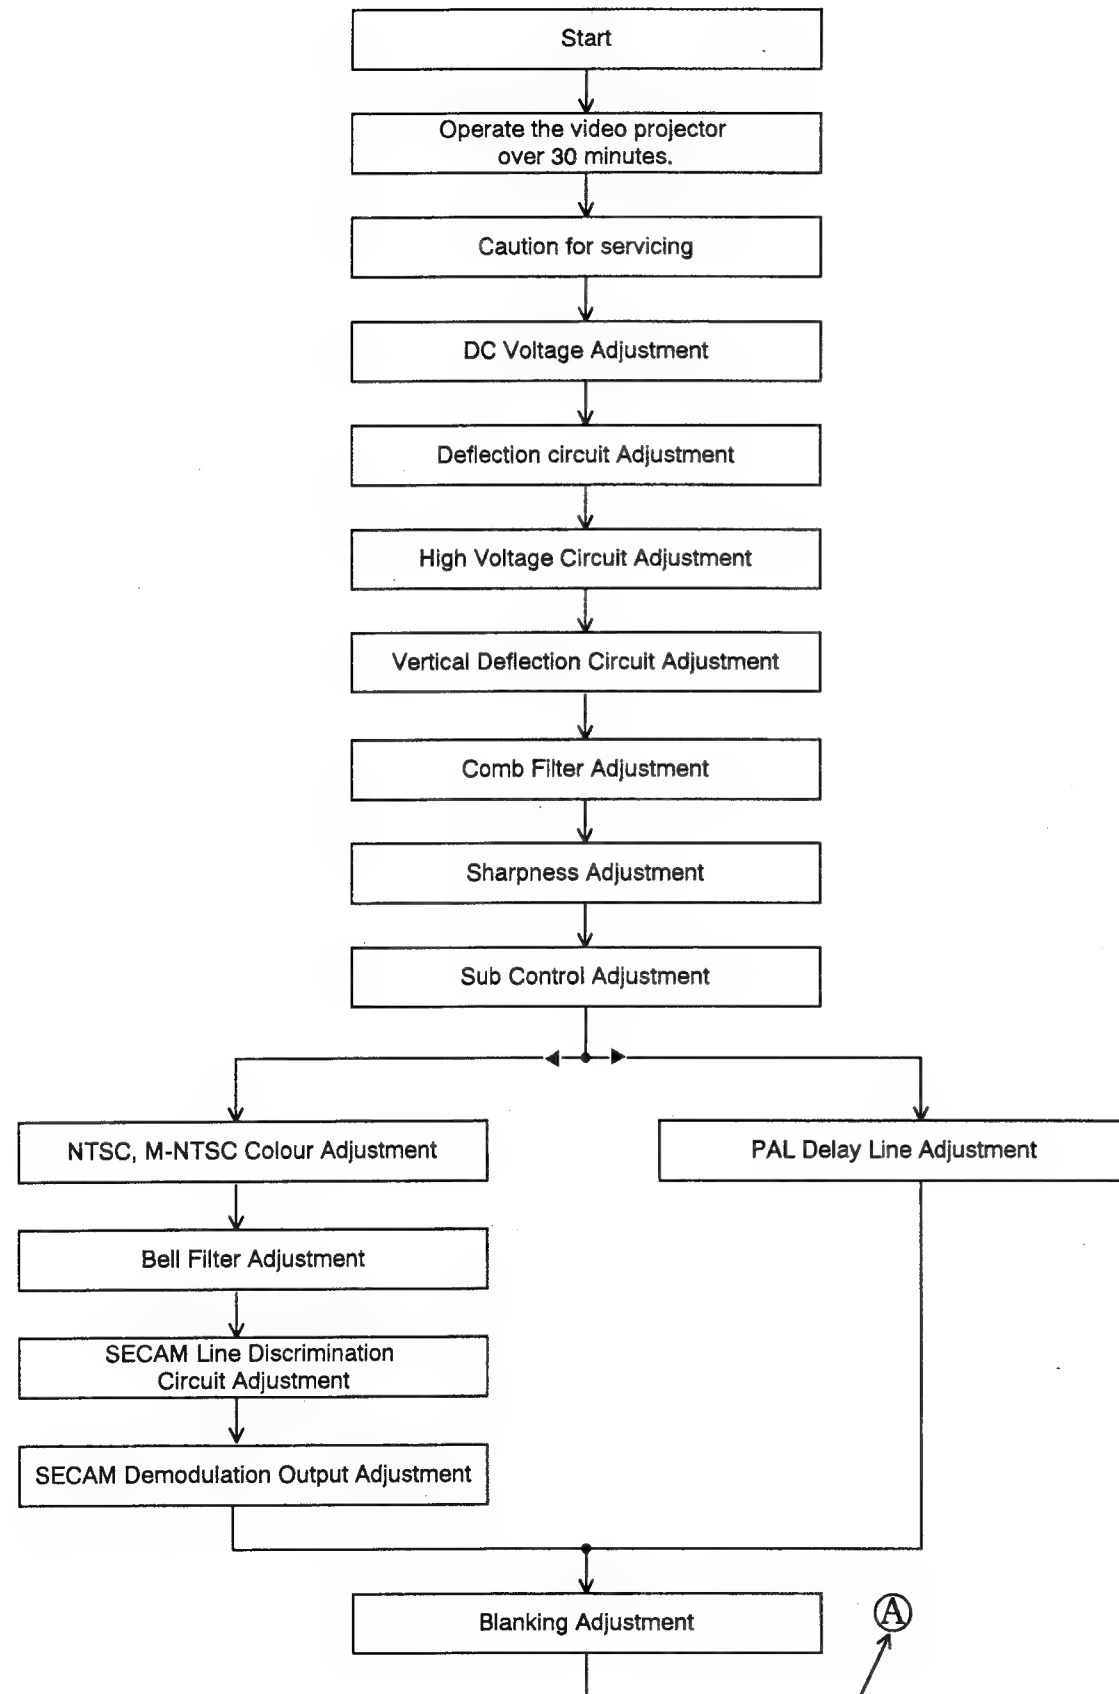 Start
Operate the video projector
over 30 minutes.
Caution for servicing
DC Voltage Adjustment
Deflection circuit Adjustment
High Voltage Circuit Adjustment
Vertical Deflection Circuit Adjustment
Comb Filter Adjustment
Sharpness Adjustment
Sub Control Adjustment
NTSC, M-NTSC Colour Adjustment
PAL Delay Line Adjustment
Bell Filter Adjustment
SECAM Line Discrimination
Circuit Adjustment
SECAM Demodulation Output Adjustment
Blanking Adjustment
A